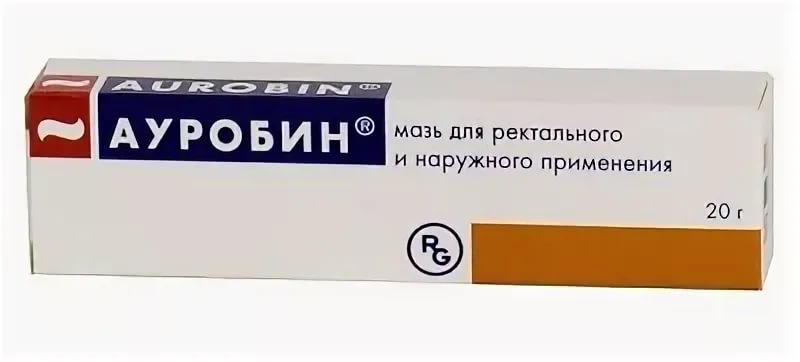 AUROBIN®
АУРОБИН®
мазь для ректального
и наружного применения
20 г
RG